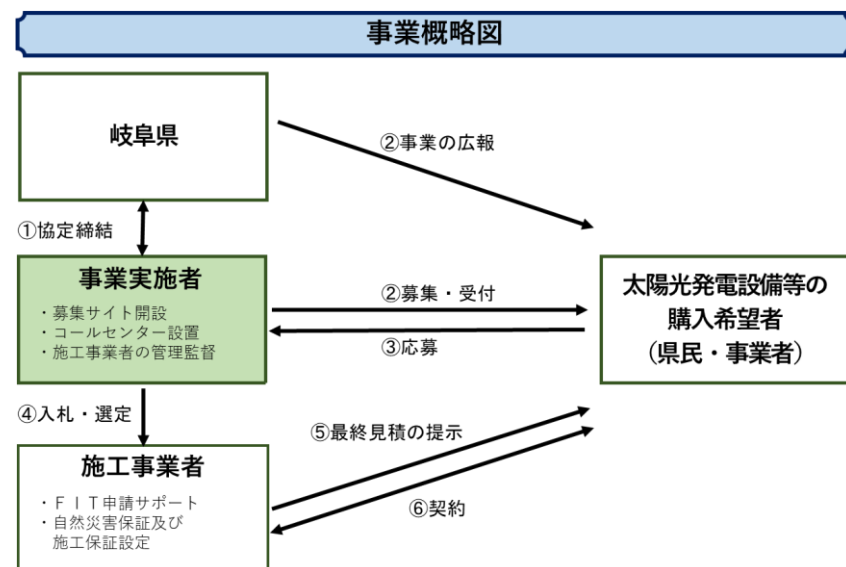 事業概略図
岐阜県
②事業の広報
①協定締結
事業実施者
・募集サイト開設
・コールセンター設置
・施工事業者の管理監督
②募集・受付
③応募
太陽光発電設備等の
購入希望者
（県民・事業者）
④入札・選定
⑤最終見積の提示
施工事業者
・ＦＩＴ申請サポート
・自然災害保証及び
施工保証設定
⑥契約